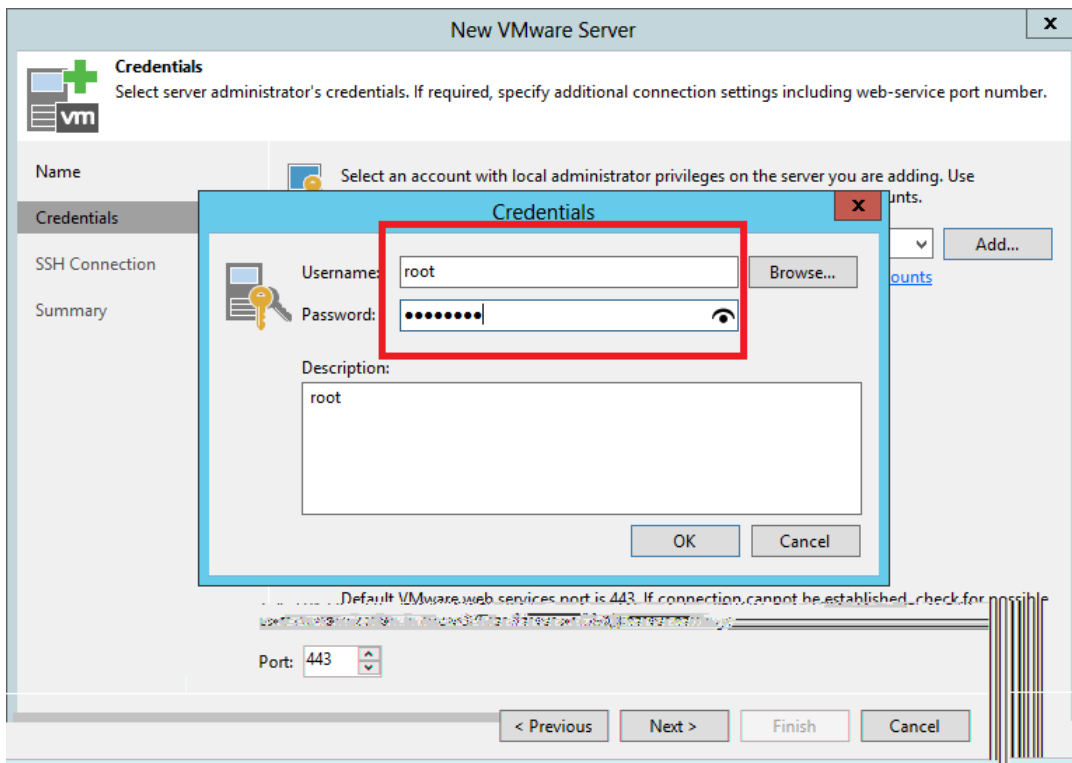 New VMware Server
x
Credentials
Select server administrator's credentials. If required, specify additional connection settings including web-service port number.
vm
Name
Credentials
SSH Connection
Summary
Select an account with local administrator privileges on the server you are adding. Use
unts.
Add...
ounts
Credentials
x
Username: root
Browse...
Password: ••••••••
Description:
root
OK
Cancel
Default VMware web services port is 443. If connection cannot be established, check for possible
Port: 443
< Previous
Next >
Finish
Cancel